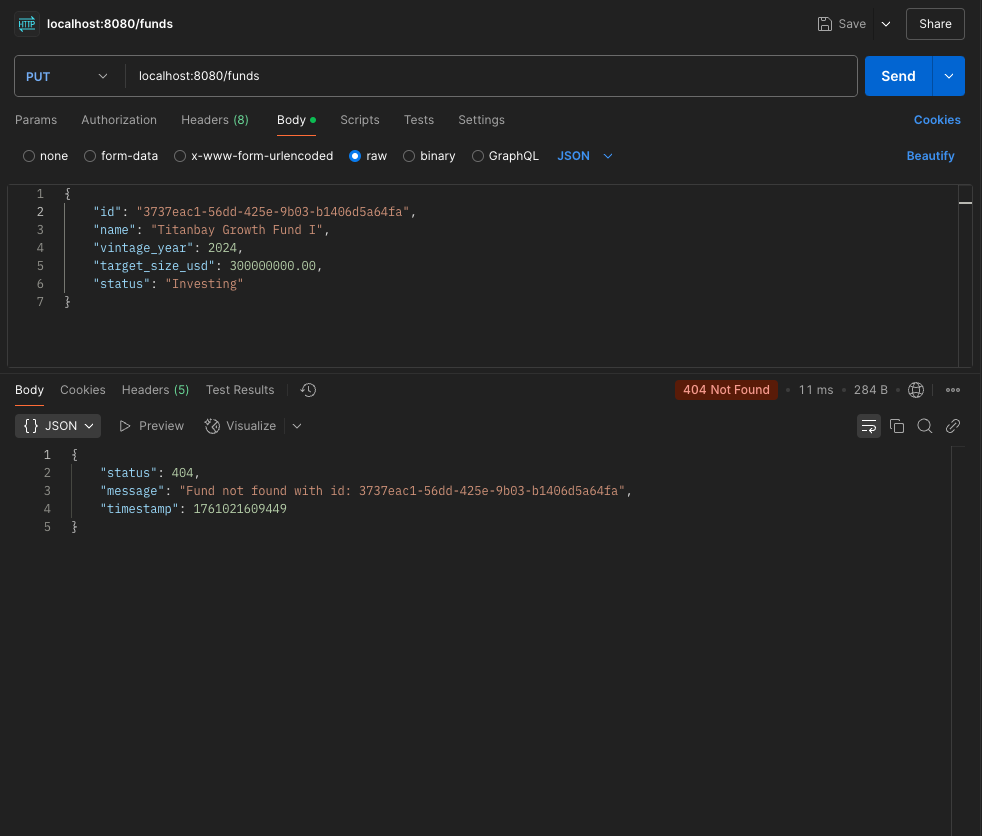 HTTP localhost:8080/funds Save Share
PUT localhost:8080/funds Send
Params Authorization Headers (8) Body Scripts Tests Settings Cookies
none form-data x-www-form-urlencoded raw binary GraphQL JSON Beautify
1 {
2 "id": "3737eac1-56dd-425e-9b03-b1406d5a64fa",
3 "name": "Titanbay Growth Fund I",
4 "vintage_year": 2024,
5 "target_size_usd": 300000000.00,
6 "status": "Investing"
7 }
Body Cookies Headers (5) Test Results 404 Not Found • 11 ms • 284 B •
{} JSON Preview Visualize
1 {
2 "status": 404,
3 "message": "Fund not found with id: 3737eac1-56dd-425e-9b03-b1406d5a64fa",
4 "timestamp": 1761021609449
5 }